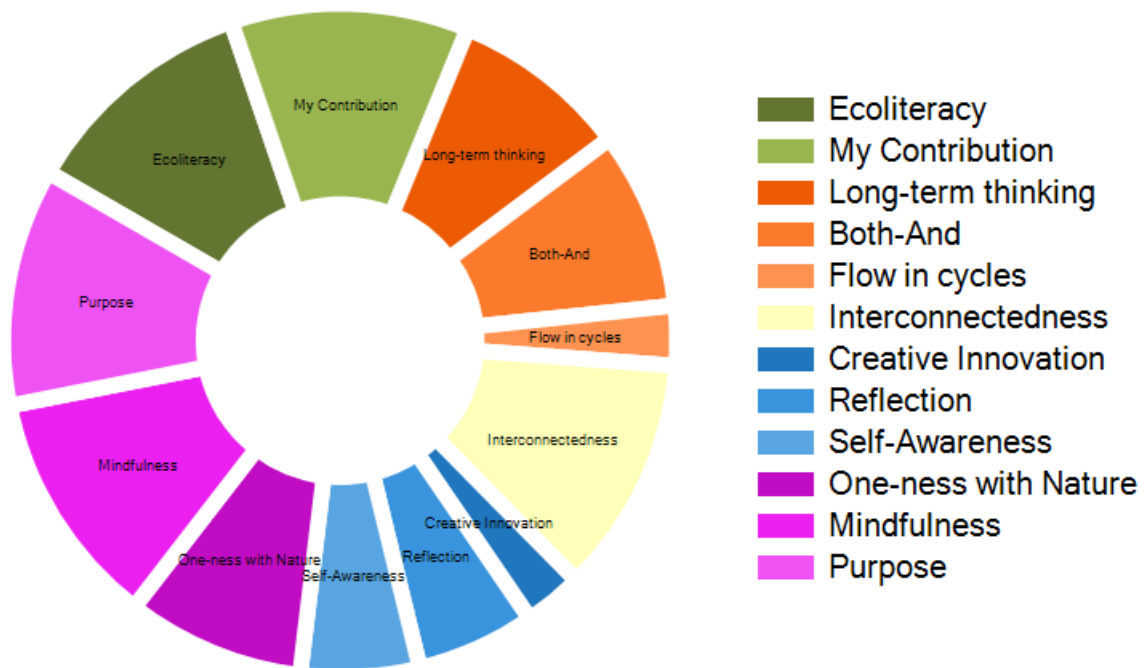 My Contribution
Long-term thinking
Ecoliteracy
Both-And
Purpose
Flow in cycles
Interconnectedness
Mindfulness
Creative Innovation
One-ness with Nature
Reflection
Self-Awareness
Ecoliteracy
My Contribution
Long-term thinking
Both-And
Flow in cycles
Interconnectedness
Creative Innovation
Reflection
Self-Awareness
One-ness with Nature
Mindfulness
Purpose